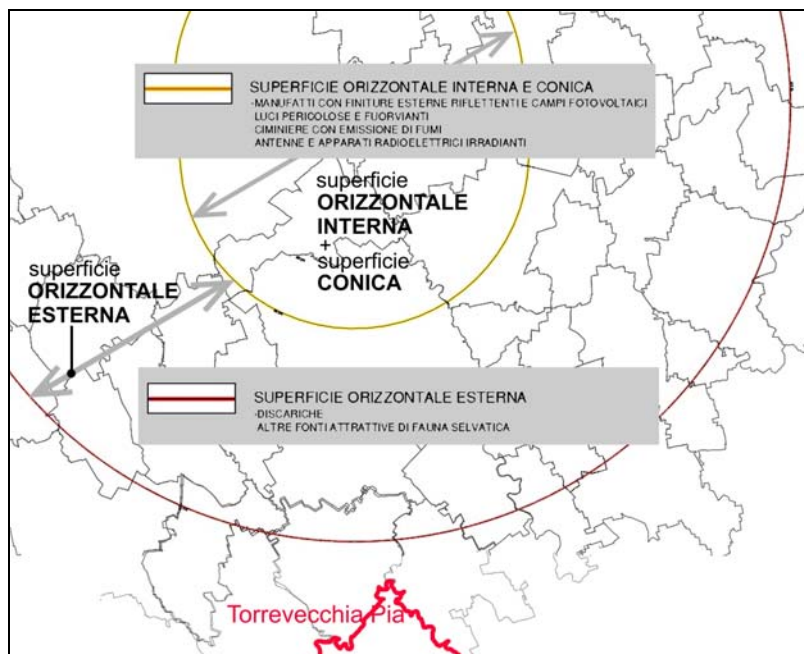 SUPERFICIE ORIZZONTALE INTERNA E CONICA
-MANUFATTI CON FINITURE ESTERNE RIFLETTENTI E CAMPI FOTOVOLTAICI
LUCI PERICOLOSE E FUORVIANTI
CIMINIERE CON EMISSIONE DI FUMI
ANTENNE E APPARATI RADIOELETTRICI IRRADIANTI
superficie
ORIZZONTALE
INTERNA
+
superficie
CONICA
superficie
ORIZZONTALE
ESTERNA
SUPERFICIE ORIZZONTALE ESTERNA
-DISCARICHE
ALTRE FONTI ATTRATTIVE DI FAUNA SELVATICA
Torrevecchia Pia